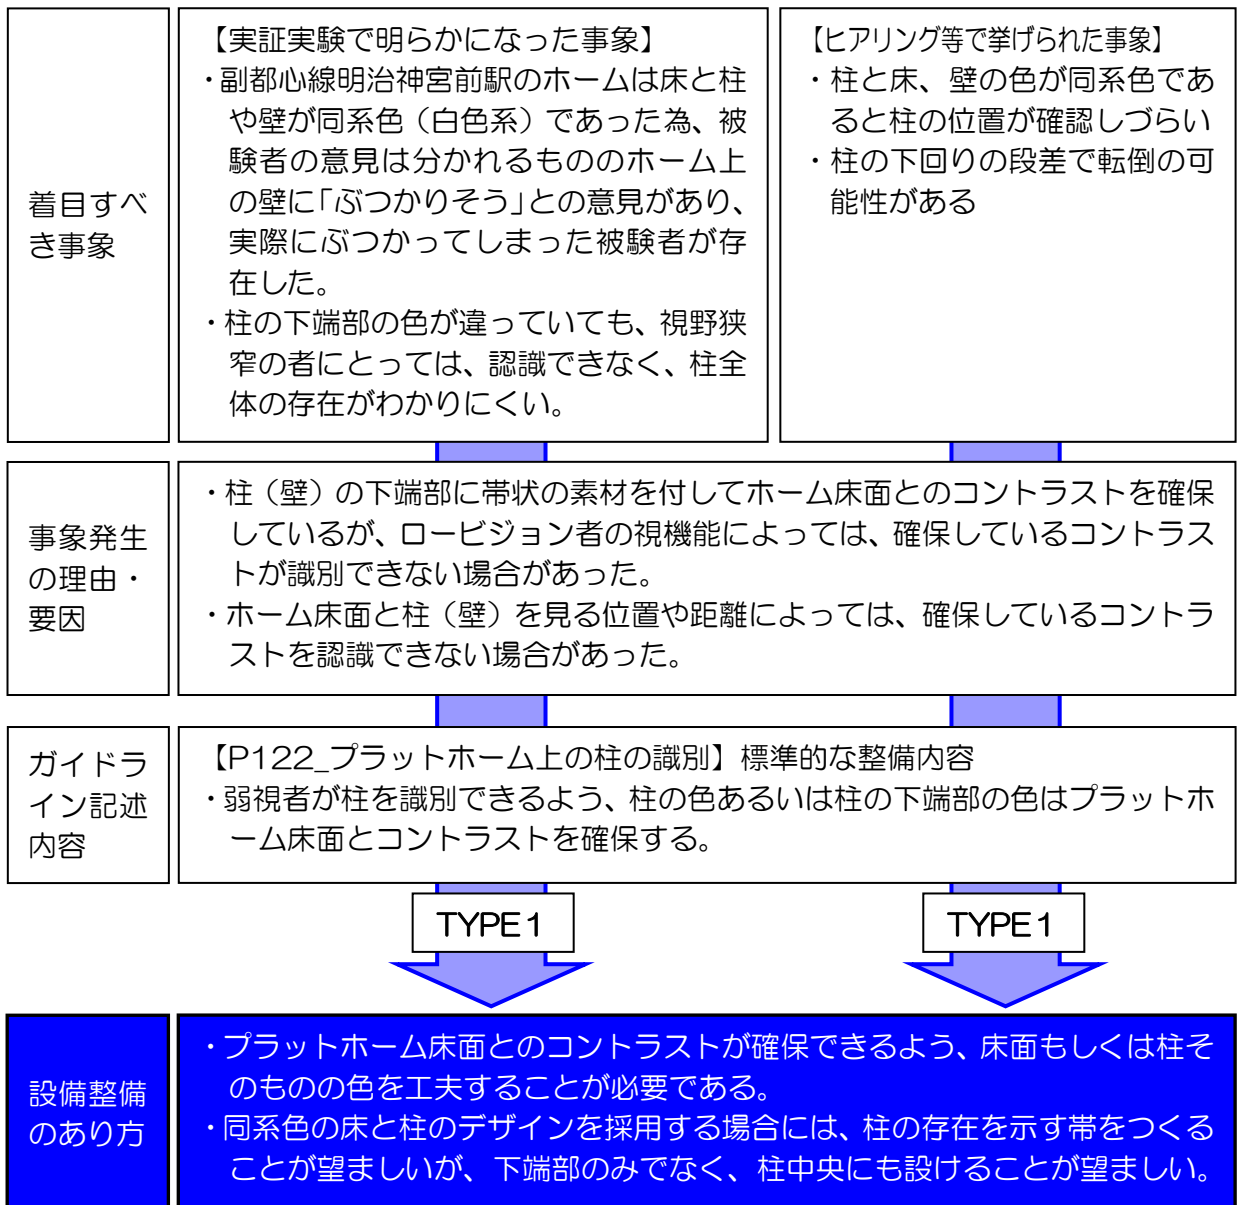 着目すべ
き事象
【実証実験で明らかになった事象】
・副都心線明治神宮前駅のホームは床と柱
や壁が同系色（白色系）であった為、被
験者の意見は分かれるもののホーム上
の壁に「ぶつかりそう」との意見があり、
実際にぶつかってしまった被験者が存
在した。
・柱の下端部の色が違っていても、視野狭
窄の者にとっては、認識できなく、柱全
体の存在がわかりにくい。
【ヒアリング等で挙げられた事象】
・柱と床、壁の色が同系色であ
ると柱の位置が確認しづらい
・柱の下回りの段差で転倒の可
能性がある
事象発生
の理由・
要因
・柱（壁）の下端部に帯状の素材を付してホーム床面とのコントラストを確保
しているが、ロービジョン者の視機能によっては、確保しているコントラス
トが識別できない場合があった。
・ホーム床面と柱（壁）を見る位置や距離によっては、確保しているコントラ
ストを認識できない場合があった。
ガイドラ
イン記述
内容
【P122_プラットホーム上の柱の識別】標準的な整備内容
・弱視者が柱を識別できるよう、柱の色あるいは柱の下端部の色はプラットホ
ーム床面とコントラストを確保する。
TYPE1
TYPE1
設備整備
のあり方
・プラットホーム床面とのコントラストが確保できるよう、床面もしくは柱そ
のものの色を工夫することが必要である。
・同系色の床と柱のデザインを採用する場合には、柱の存在を示す帯をつくる
ことが望ましいが、下端部のみでなく、柱中央にも設けることが望ましい。